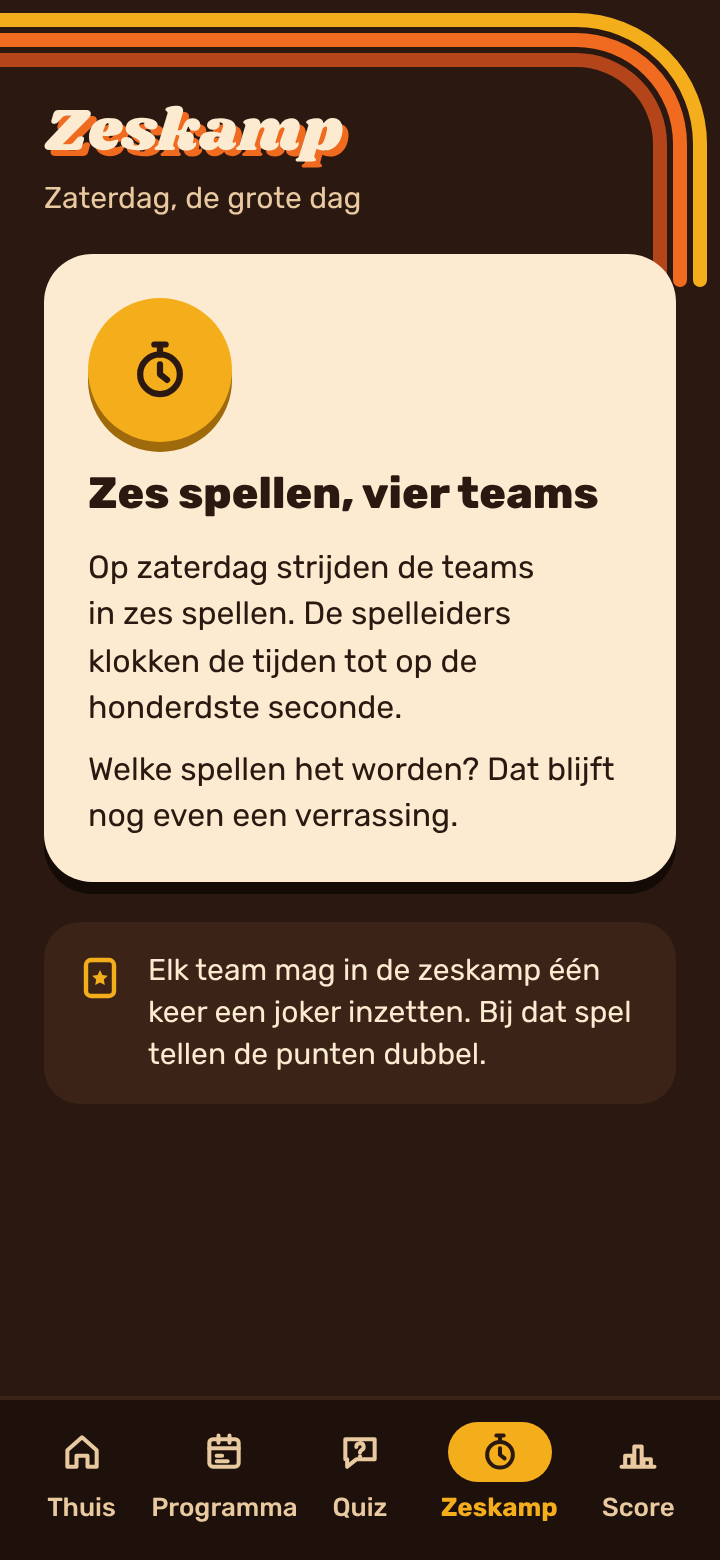 Zeskamp
Zaterdag, de grote dag
Zes spellen, vier teams
Op zaterdag strijden de teams
in zes spellen. De spelleiders
klokken de tijden tot op de
honderdste seconde.
Welke spellen het worden? Dat blijft
nog even een verrassing.
Elk team mag in de zeskamp één
keer een joker inzetten. Bij dat spel
tellen de punten dubbel.
Thuis Programma Quiz Zeskamp Score